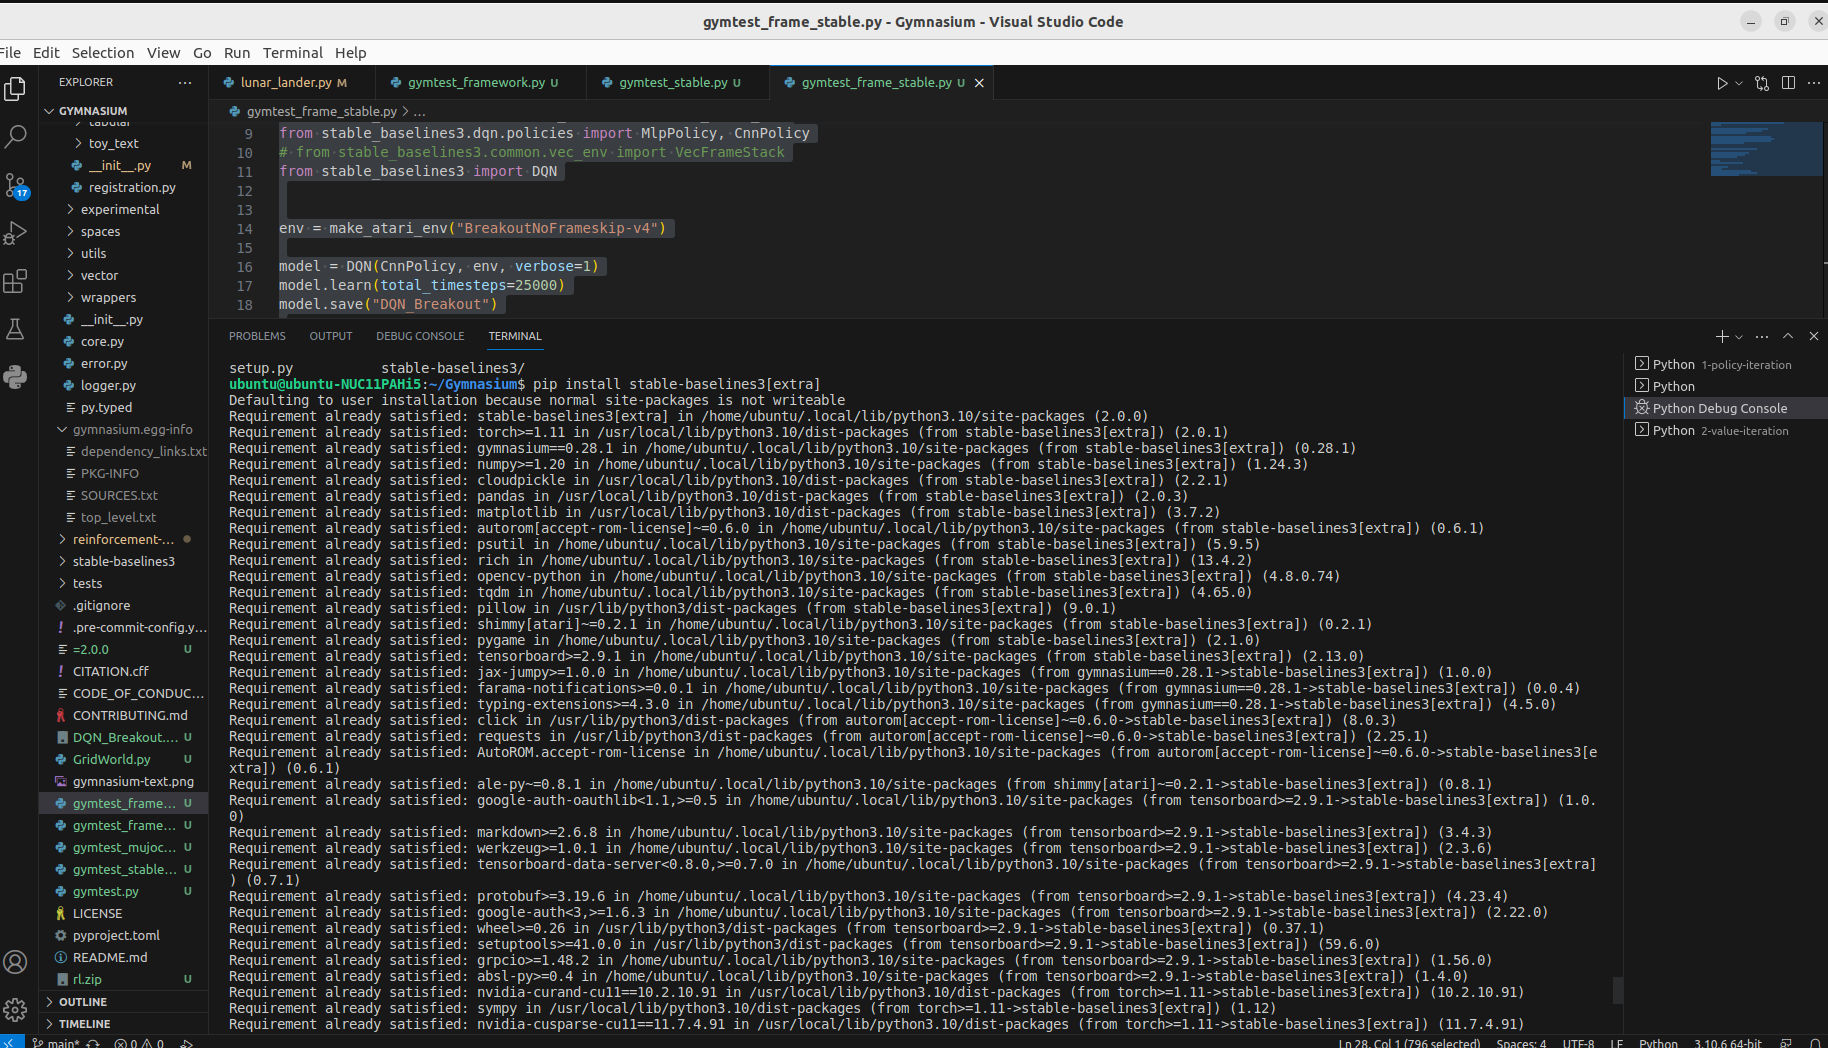 gymtest_frame_stable.py - Gymnasium - Visual Studio Code
File Edit Selection View Go Run Terminal Help
EXPLORER
GYMNASIUM
tabular
toy_text
__init__.py M
registration.py
experimental
spaces
utils
vector
wrappers
__init__.py
core.py
error.py
logger.py
py.typed
gymnasium.egg-info
dependency_links.txt
PKG-INFO
SOURCES.txt
top_level.txt
reinforcement-...
stable-baselines3
tests
.gitignore
.pre-commit-config.y...
=2.0.0 U
CITATION.cff
CODE_OF_CONDUC...
CONTRIBUTING.md
DQN_Breakout.... U
GridWorld.py U
gymnasium-text.png
gymtest_frame... U
gymtest_frame... U
gymtest_mujoc... U
gymtest_stable... U
gymtest.py U
LICENSE
pyproject.toml
README.md
rl.zip U
OUTLINE
TIMELINE
17
lunar_lander.py M
gymtest_framework.py U
gymtest_stable.py U
gymtest_frame_stable.py U
gymtest_frame_stable.py > ...
9 from stable_baselines3.dqn.policies import MlpPolicy, CnnPolicy
10 # from stable_baselines3.common.vec_env import VecFrameStack
11 from stable_baselines3 import DQN
12
13
14 env = make_atari_env("BreakoutNoFrameskip-v4")
15
16 model = DQN(CnnPolicy, env, verbose=1)
17 model.learn(total_timesteps=25000)
18 model.save("DQN_Breakout")
PROBLEMS OUTPUT DEBUG CONSOLE TERMINAL
setup.py stable-baselines3/
ubuntu@ubuntu-NUC11PAHi5:~/Gymnasium$ pip install stable-baselines3[extra]
Defaulting to user installation because normal site-packages is not writeable
Requirement already satisfied: stable-baselines3[extra] in /home/ubuntu/.local/lib/python3.10/site-packages (2.0.0)
Requirement already satisfied: torch>=1.11 in /usr/local/lib/python3.10/dist-packages (from stable-baselines3[extra]) (2.0.1)
Requirement already satisfied: gymnasium==0.28.1 in /home/ubuntu/.local/lib/python3.10/site-packages (from stable-baselines3[extra]) (0.28.1)
Requirement already satisfied: numpy>=1.20 in /home/ubuntu/.local/lib/python3.10/site-packages (from stable-baselines3[extra]) (1.24.3)
Requirement already satisfied: cloudpickle in /home/ubuntu/.local/lib/python3.10/site-packages (from stable-baselines3[extra]) (2.2.1)
Requirement already satisfied: pandas in /usr/local/lib/python3.10/dist-packages (from stable-baselines3[extra]) (2.0.3)
Requirement already satisfied: matplotlib in /usr/local/lib/python3.10/dist-packages (from stable-baselines3[extra]) (3.7.2)
Requirement already satisfied: autorom[accept-rom-license]~=0.6.0 in /home/ubuntu/.local/lib/python3.10/site-packages (from stable-baselines3[extra]) (0.6.1)
Requirement already satisfied: psutil in /home/ubuntu/.local/lib/python3.10/site-packages (from stable-baselines3[extra]) (5.9.5)
Requirement already satisfied: rich in /home/ubuntu/.local/lib/python3.10/site-packages (from stable-baselines3[extra]) (13.4.2)
Requirement already satisfied: opencv-python in /home/ubuntu/.local/lib/python3.10/site-packages (from stable-baselines3[extra]) (4.8.0.74)
Requirement already satisfied: tqdm in /home/ubuntu/.local/lib/python3.10/site-packages (from stable-baselines3[extra]) (4.65.0)
Requirement already satisfied: pillow in /usr/lib/python3/dist-packages (from stable-baselines3[extra]) (9.0.1)
Requirement already satisfied: shimmy[atari]~=0.2.1 in /home/ubuntu/.local/lib/python3.10/site-packages (from stable-baselines3[extra]) (0.2.1)
Requirement already satisfied: pygame in /home/ubuntu/.local/lib/python3.10/site-packages (from stable-baselines3[extra]) (2.1.0)
Requirement already satisfied: tensorboard>=2.9.1 in /home/ubuntu/.local/lib/python3.10/site-packages (from stable-baselines3[extra]) (2.13.0)
Requirement already satisfied: jax-jumpy>=1.0.0 in /home/ubuntu/.local/lib/python3.10/site-packages (from gymnasium==0.28.1->stable-baselines3[extra]) (1.0.0)
Requirement already satisfied: farama-notifications>=0.0.1 in /home/ubuntu/.local/lib/python3.10/site-packages (from gymnasium==0.28.1->stable-baselines3[extra]) (0.0.4)
Requirement already satisfied: typing-extensions>=4.3.0 in /home/ubuntu/.local/lib/python3.10/site-packages (from gymnasium==0.28.1->stable-baselines3[extra]) (4.5.0)
Requirement already satisfied: click in /usr/lib/python3/dist-packages (from autorom[accept-rom-license]~=0.6.0->stable-baselines3[extra]) (8.0.3)
Requirement already satisfied: requests in /usr/lib/python3/dist-packages (from autorom[accept-rom-license]~=0.6.0->stable-baselines3[extra]) (2.25.1)
Requirement already satisfied: AutoROM.accept-rom-license in /home/ubuntu/.local/lib/python3.10/site-packages (from autorom[accept-rom-license]~=0.6.0->stable-baselines3[e
xtra]) (0.6.1)
Requirement already satisfied: ale-py~=0.8.1 in /home/ubuntu/.local/lib/python3.10/site-packages (from shimmy[atari]~=0.2.1->stable-baselines3[extra]) (0.8.1)
Requirement already satisfied: google-auth-oauthlib<1.1,>=0.5 in /home/ubuntu/.local/lib/python3.10/site-packages (from tensorboard>=2.9.1->stable-baselines3[extra]) (1.0.
0)
Requirement already satisfied: markdown>=2.6.8 in /home/ubuntu/.local/lib/python3.10/site-packages (from tensorboard>=2.9.1->stable-baselines3[extra]) (3.4.3)
Requirement already satisfied: werkzeug>=1.0.1 in /home/ubuntu/.local/lib/python3.10/site-packages (from tensorboard>=2.9.1->stable-baselines3[extra]) (2.3.6)
Requirement already satisfied: tensorboard-data-server<0.8.0,>=0.7.0 in /home/ubuntu/.local/lib/python3.10/site-packages (from tensorboard>=2.9.1->stable-baselines3[extra]
) (0.7.1)
Requirement already satisfied: protobuf>=3.19.6 in /home/ubuntu/.local/lib/python3.10/site-packages (from tensorboard>=2.9.1->stable-baselines3[extra]) (4.23.4)
Requirement already satisfied: google-auth<3,>=1.6.3 in /home/ubuntu/.local/lib/python3.10/site-packages (from tensorboard>=2.9.1->stable-baselines3[extra]) (2.22.0)
Requirement already satisfied: wheel>=0.26 in /usr/lib/python3/dist-packages (from tensorboard>=2.9.1->stable-baselines3[extra]) (0.37.1)
Requirement already satisfied: setuptools>=41.0.0 in /usr/lib/python3/dist-packages (from tensorboard>=2.9.1->stable-baselines3[extra]) (59.6.0)
Requirement already satisfied: grpcio>=1.48.2 in /home/ubuntu/.local/lib/python3.10/site-packages (from tensorboard>=2.9.1->stable-baselines3[extra]) (1.56.0)
Requirement already satisfied: absl-py>=0.4 in /home/ubuntu/.local/lib/python3.10/site-packages (from tensorboard>=2.9.1->stable-baselines3[extra]) (1.4.0)
Requirement already satisfied: nvidia-curand-cu11==10.2.10.91 in /usr/local/lib/python3.10/dist-packages (from torch>=1.11->stable-baselines3[extra]) (10.2.10.91)
Requirement already satisfied: sympy in /usr/local/lib/python3.10/dist-packages (from torch>=1.11->stable-baselines3[extra]) (1.12)
Requirement already satisfied: nvidia-cusparse-cu11==11.7.4.91 in /usr/local/lib/python3.10/dist-packages (from torch>=1.11->stable-baselines3[extra]) (11.7.4.91)
Python 1-policy-iteration
Python
Python Debug Console
Python 2-value-iteration
main* 0 0 Ln 28, Col 1 (796 selected) Spaces: 4 UTF-8 LF Python 3.10.6 64-bit